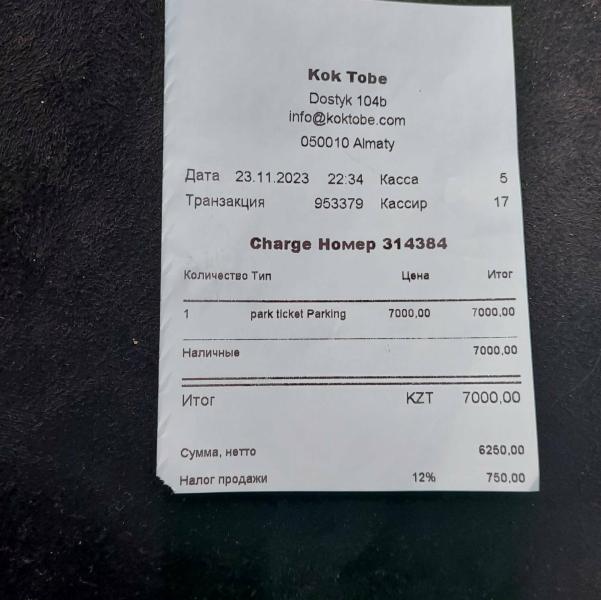 Kok Tobe
Dostyk 104b
info@koktobe.com
050010 Almaty
Дата 23.11.2023 22:34 Касса 5
Транзакция 953379 Кассир 17
Charge Номер 314384
Количество Тип Цена Итог
1 park ticket Parking 7000,00 7000,00
Наличные 7000,00
Итог KZT 7000,00
Сумма, нетто 6250,00
Налог продажи 12% 750,00